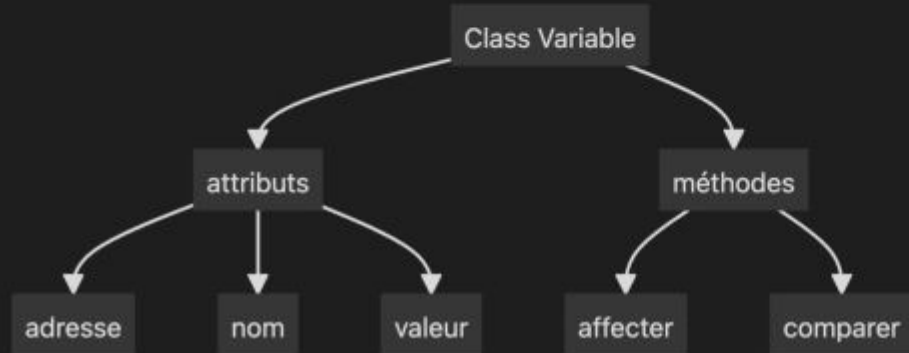 Class Variable
attributs
méthodes
adresse
nom
valeur
affecter
comparer